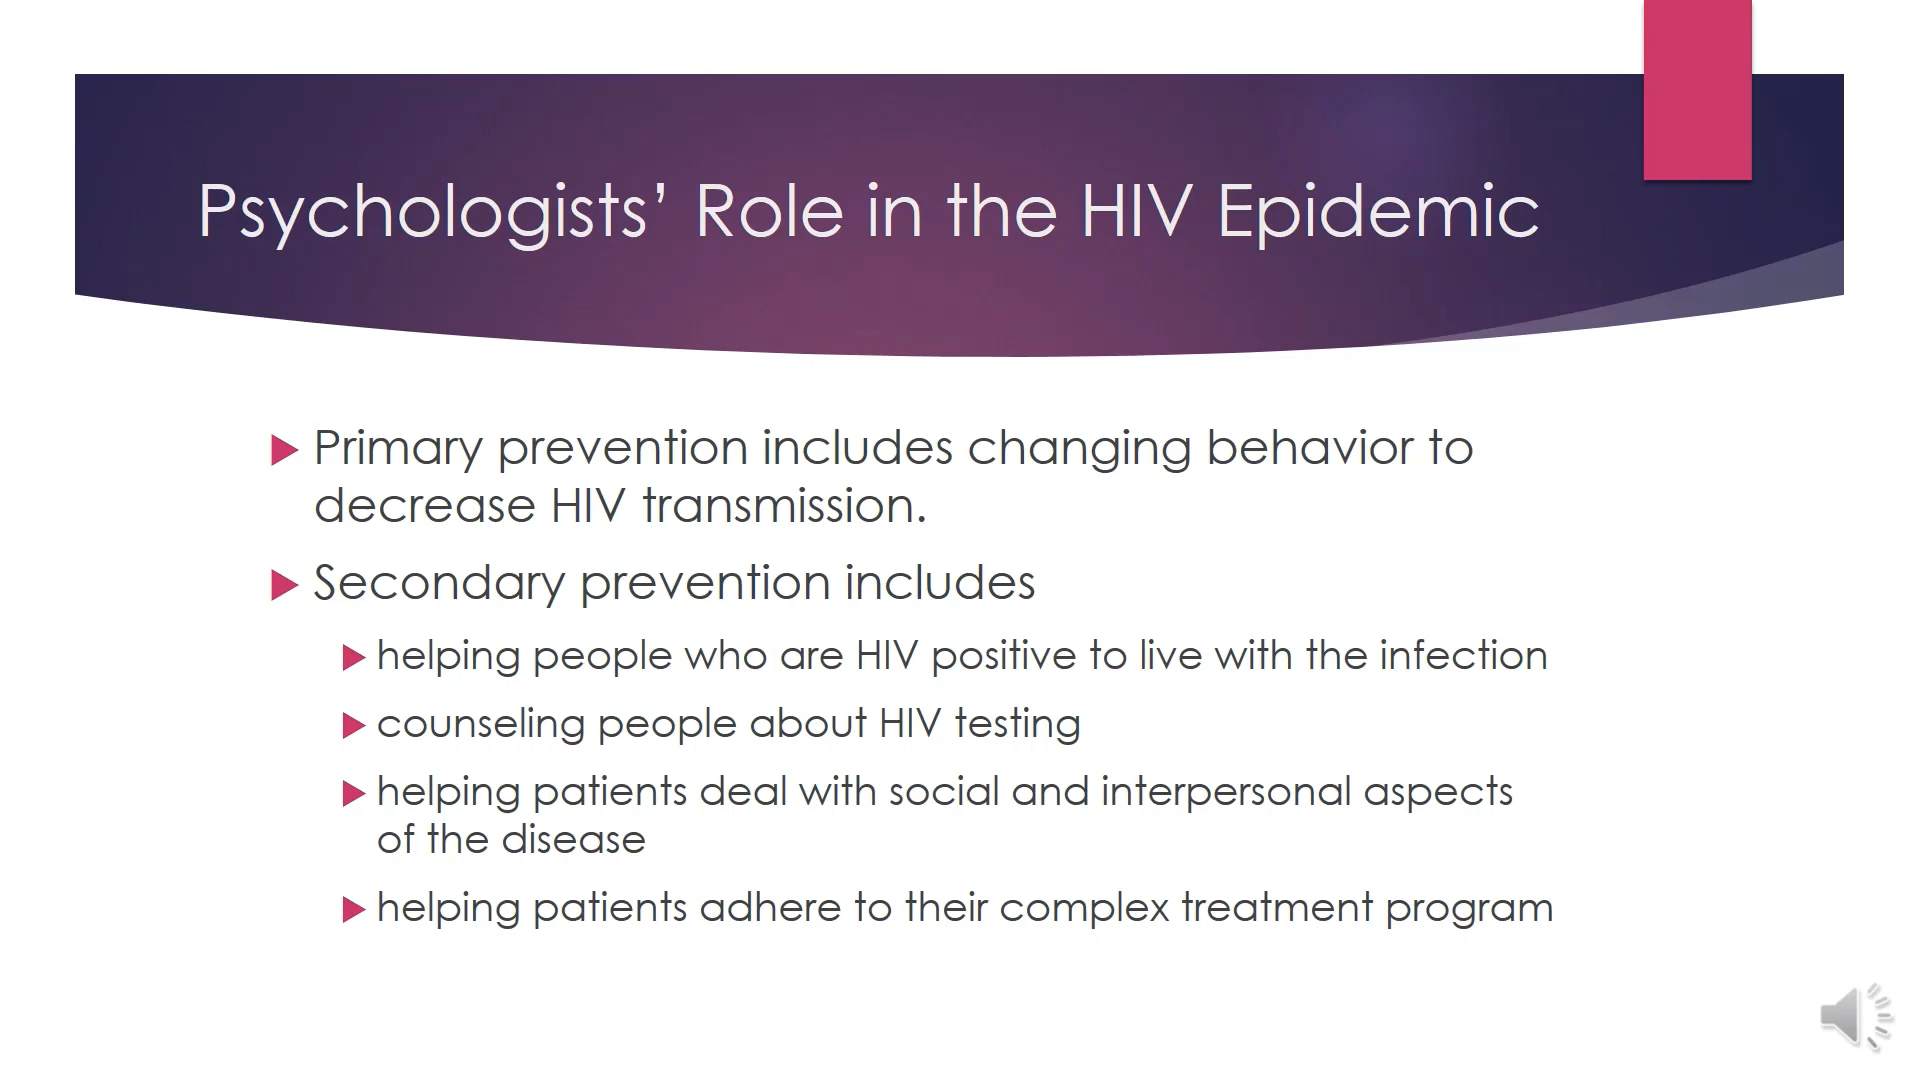 Psychologists’ Role in the HIV Epidemic
Primary prevention includes changing behavior to
decrease HIV transmission.
Secondary prevention includes
helping people who are HIV positive to live with the infection
counseling people about HIV testing
helping patients deal with social and interpersonal aspects
of the disease
helping patients adhere to their complex treatment program